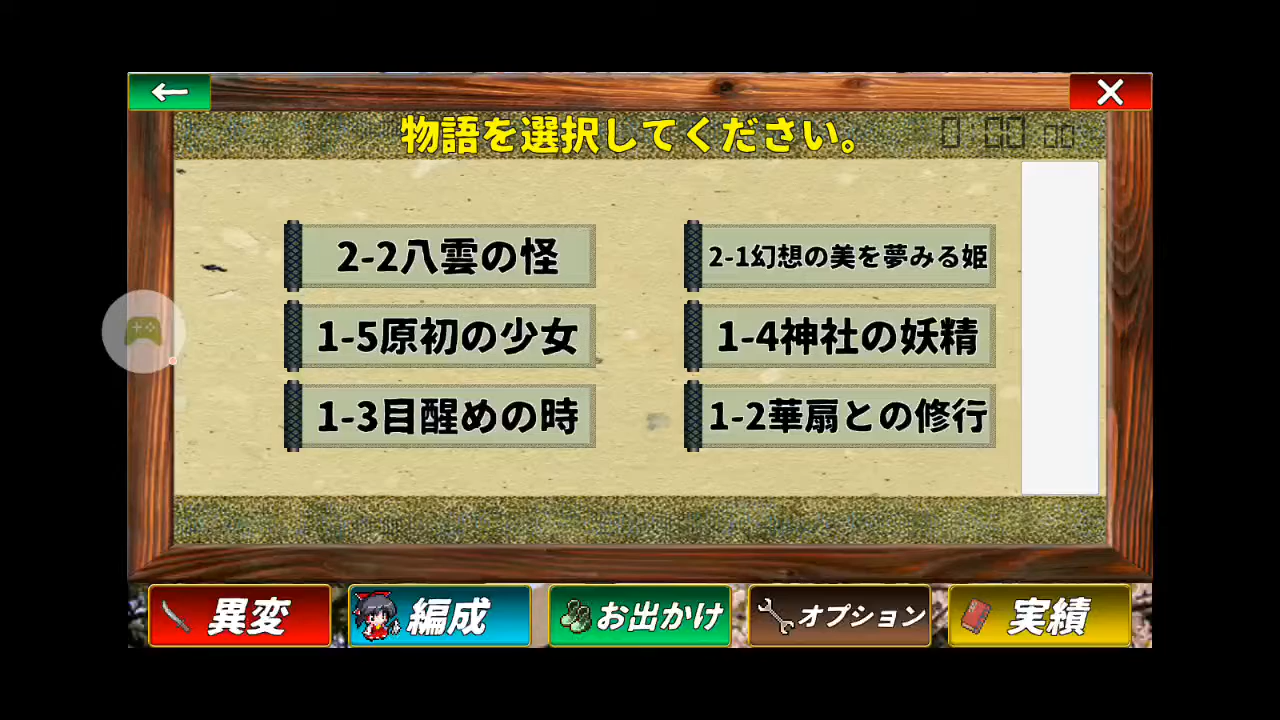 物語を選択してください。
0:00 00
2-2八雲の怪
2-1幻想の美を夢みる姫
1-5原初の少女
1-4神社の妖精
1-3目醒めの時
1-2華扇との修行
異変
編成
お出かけ
オプション
実績